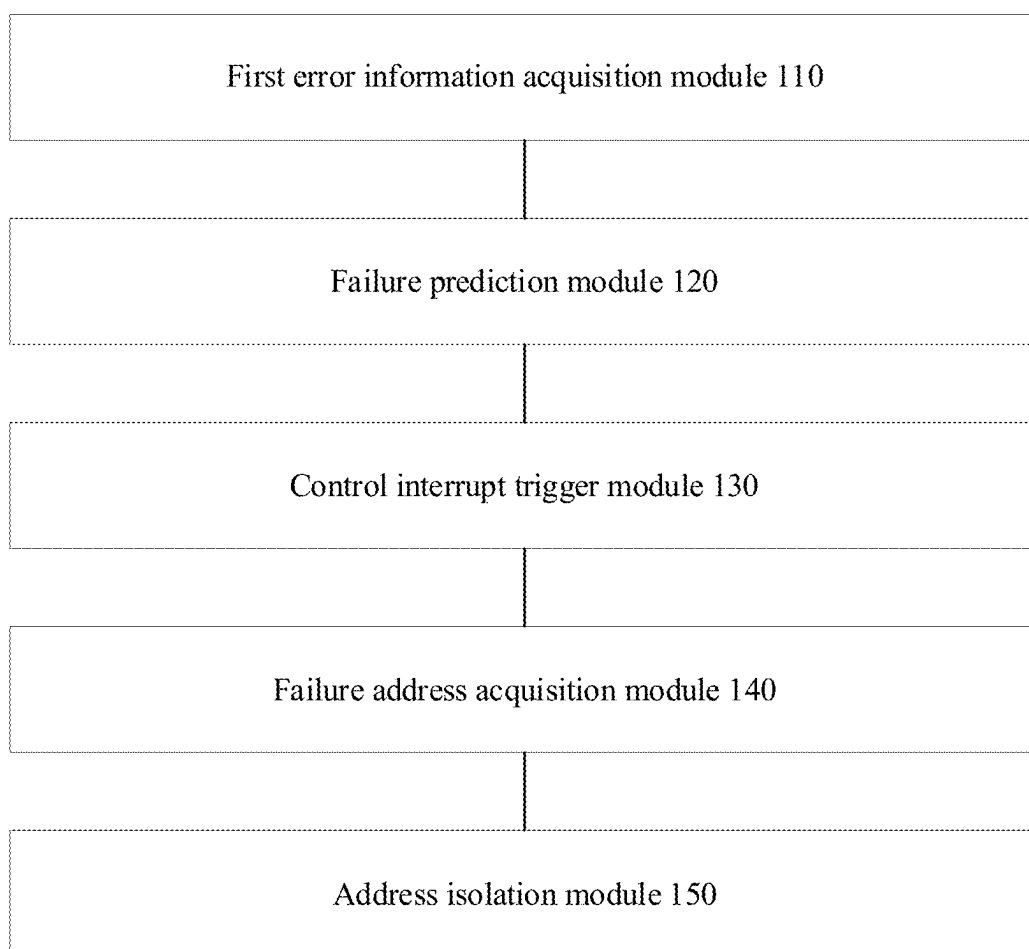 First error information acquisition module 110
Failure prediction module 120
Control interrupt trigger module 130
Failure address acquisition module 140
Address isolation module 150